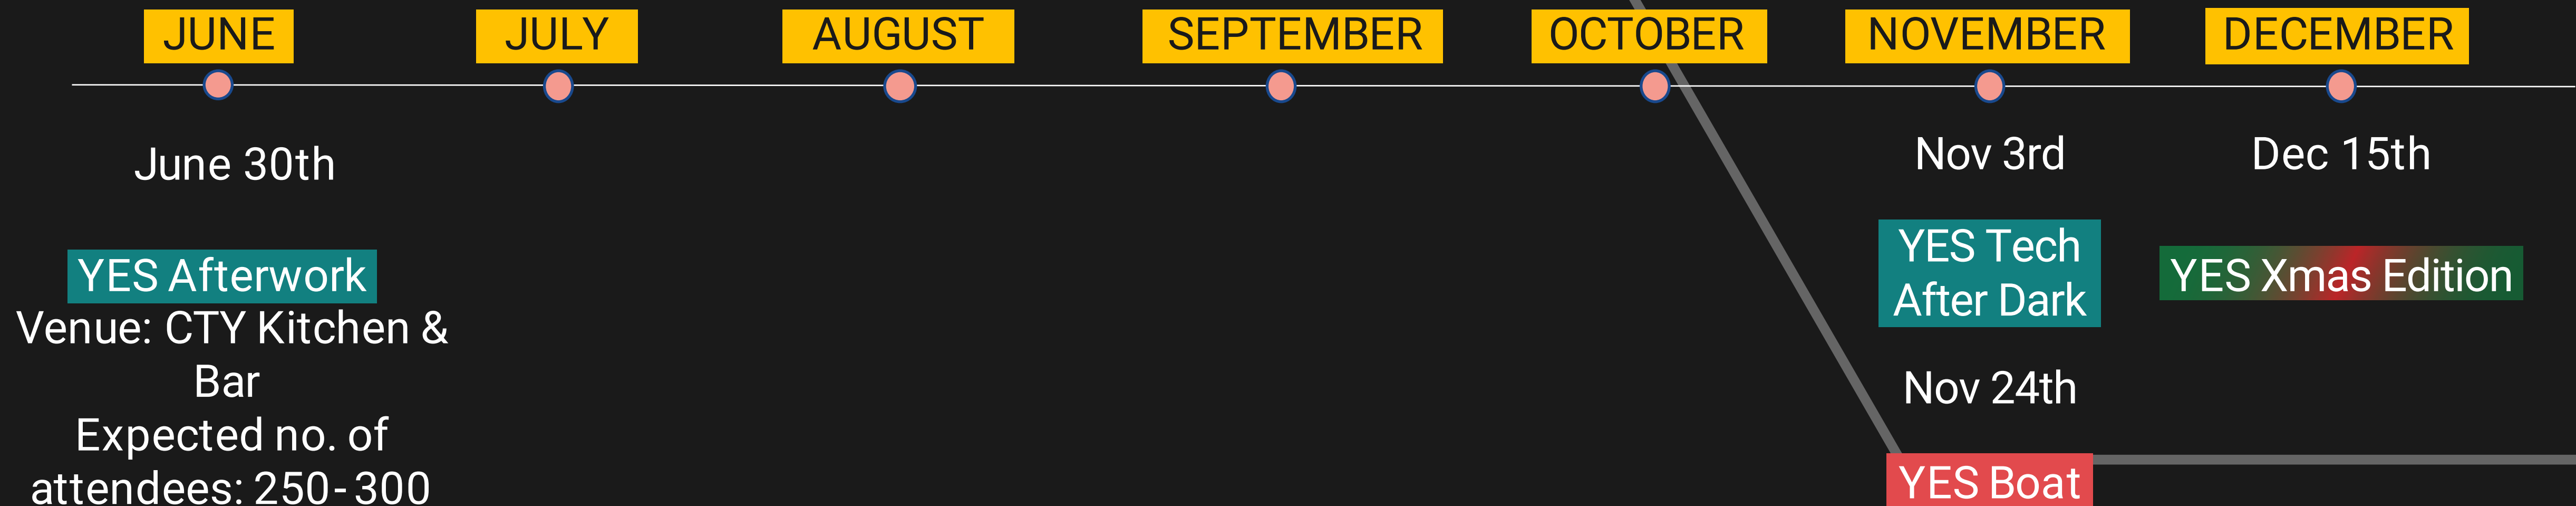 JUNE
JULY
AUGUST
SEPTEMBER
OCTOBER
NOVEMBER
DECEMBER
June 30th
YES Afterwork
Venue: CTY Kitchen &
Bar
Expected no. of
attendees: 250-300
Nov 3rd
YES Tech
After Dark
Nov 24th
YES Boat
Dec 15th
YES Xmas Edition